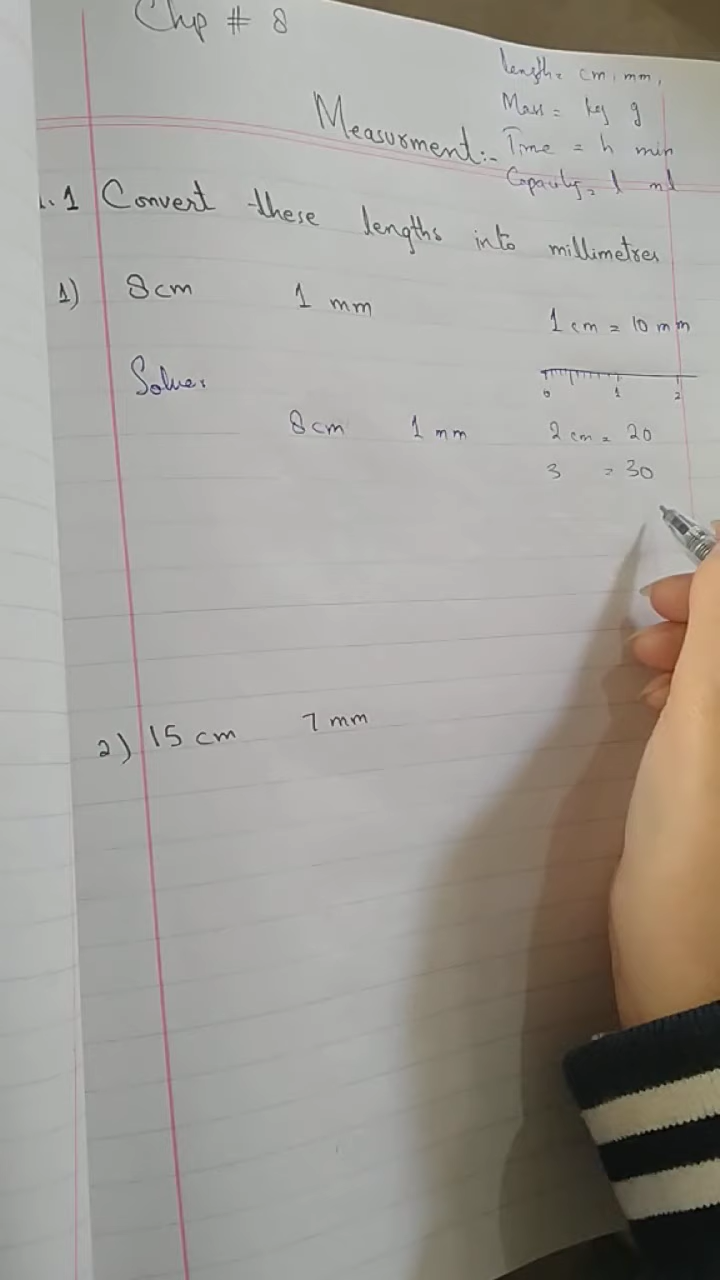 Chp # 8
length = cm, mm,
Mass = kg g
Measurment:-
Time = h min
Capacity = l ml
.1 Convert these lengths into millimetres
1) 8cm 1 mm
1 cm = 10 mm
0 1 2
Solve:
8cm 1 mm
2 cm = 20
3 = 30
2) 15 cm 7 mm